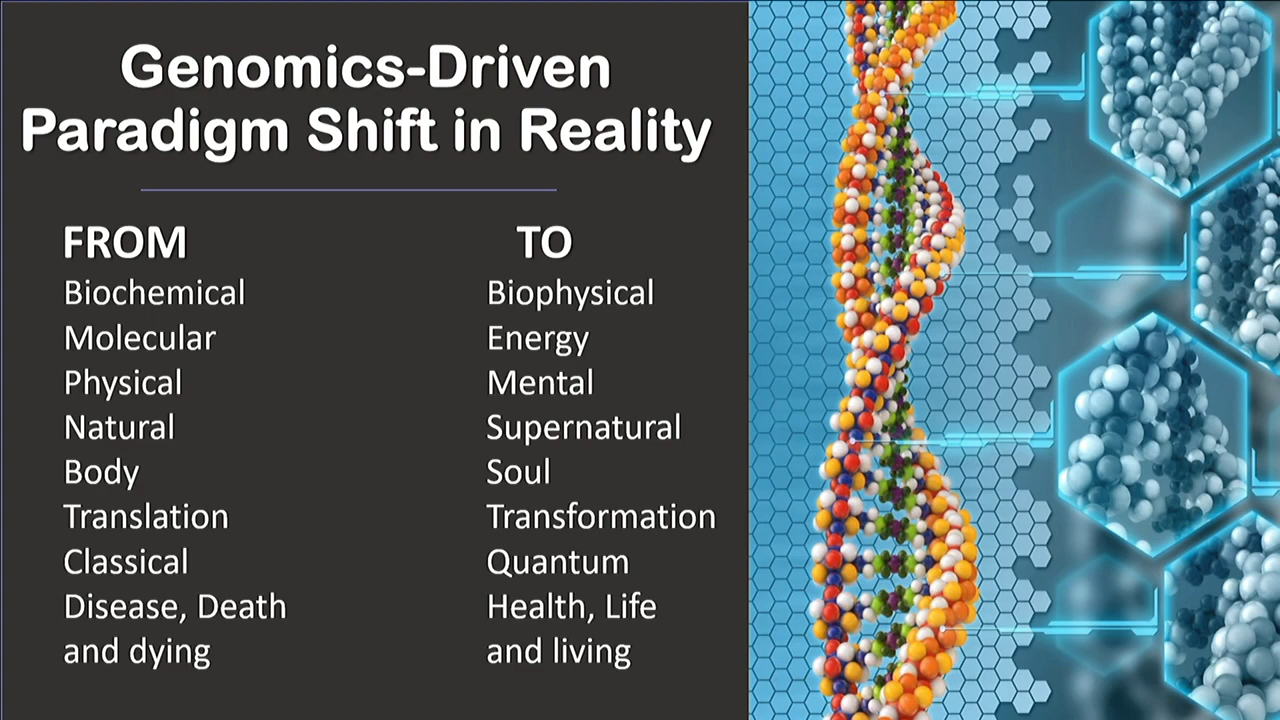 Genomics-Driven
Paradigm Shift in Reality
FROM TO
Biochemical Biophysical
Molecular Energy
Physical Mental
Natural Supernatural
Body Soul
Translation Transformation
Classical Quantum
Disease, Death Health, Life
and dying and living